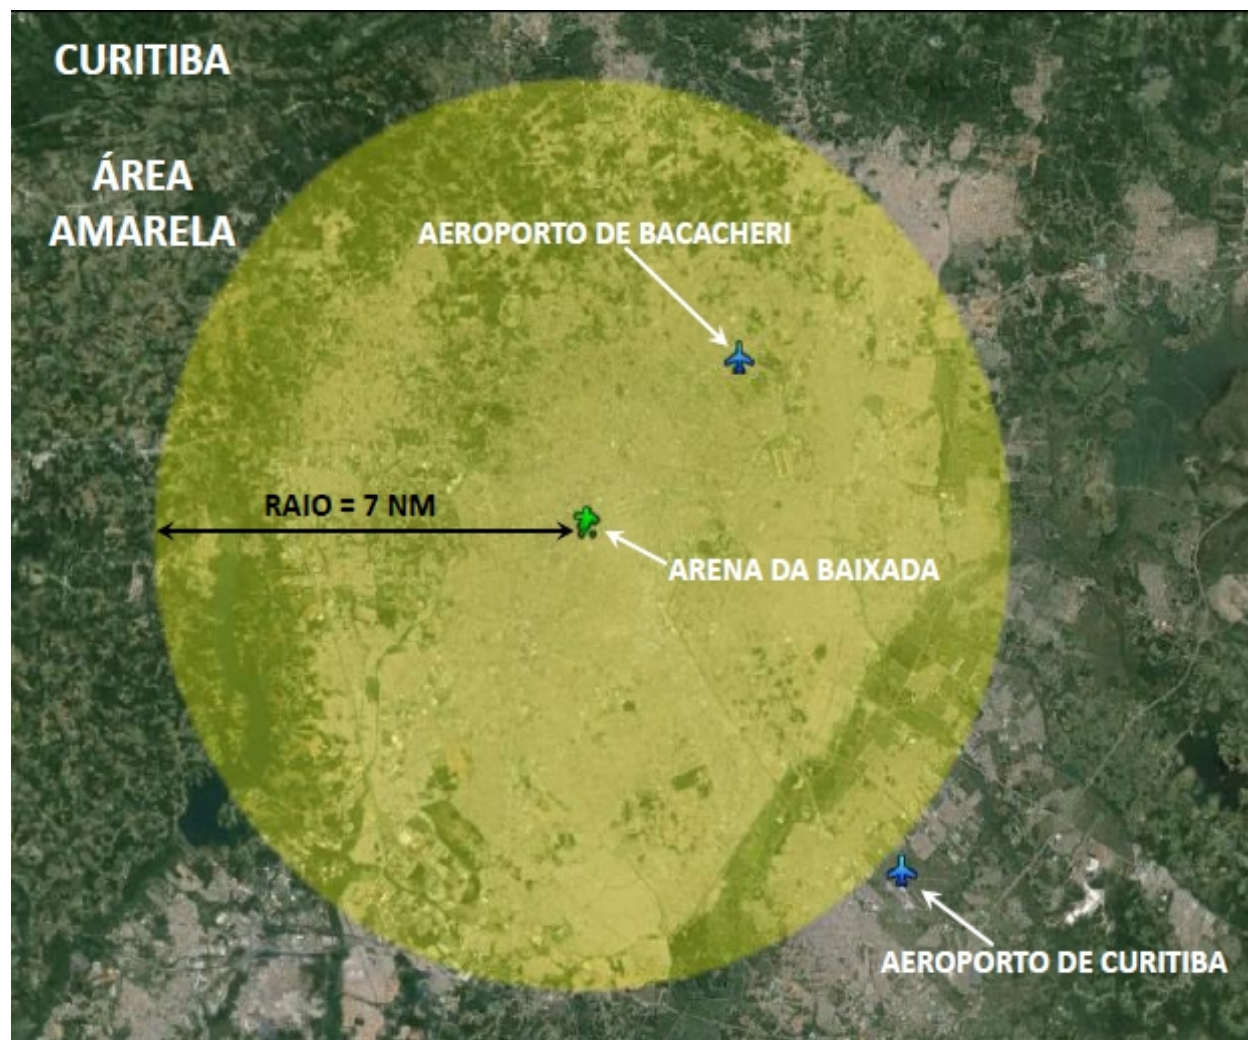 CURITIBA
ÁREA
AMARELA
AEROPORTO DE BACACHERI
RAIO = 7 NM
ARENA DA BAIXADA
AEROPORTO DE CURITIBA